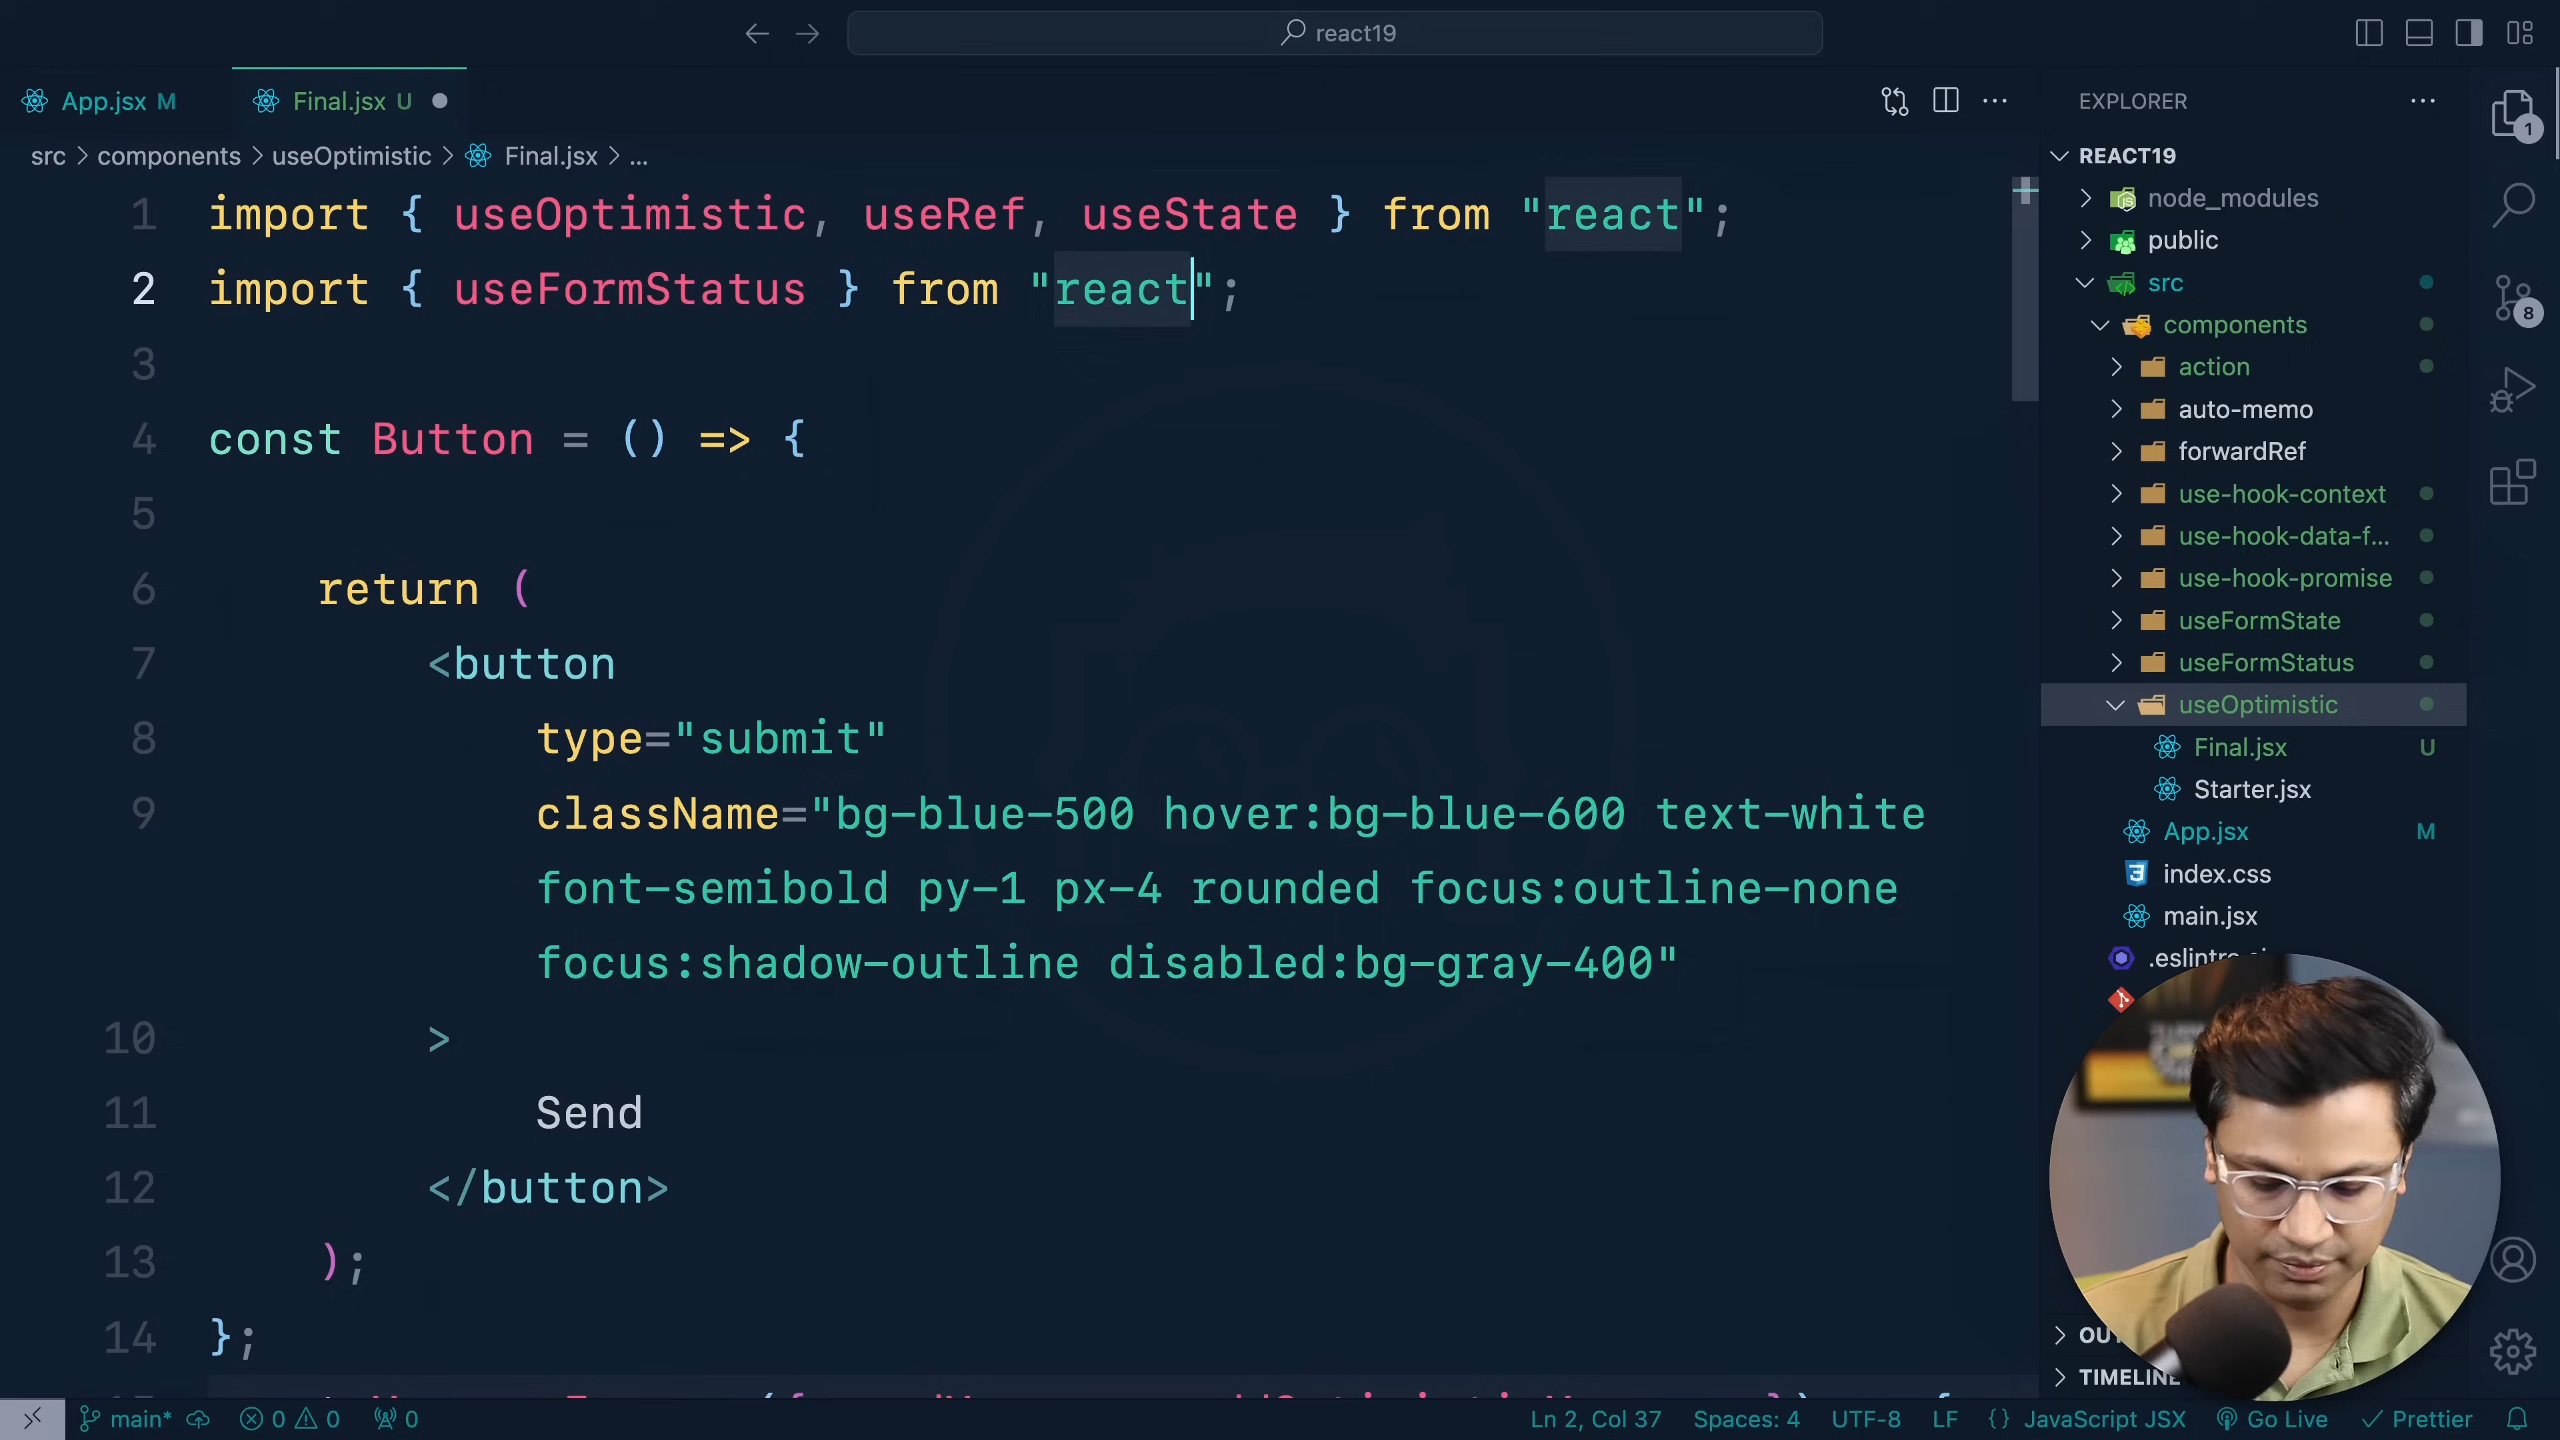 react19
App.jsx M
Final.jsx U
src > components > useOptimistic > Final.jsx > ...
1 import { useOptimistic, useRef, useState } from "react";
2 import { useFormStatus } from "react";
3
4 const Button = () => {
5
6 return (
7 <button
8 type="submit"
9 className="bg-blue-500 hover:bg-blue-600 text-white
font-semibold py-1 px-4 rounded focus:outline-none
focus:shadow-outline disabled:bg-gray-400"
10 >
11 Send
12 </button>
13 );
14 };
EXPLORER
REACT19
node_modules
public
src
components
action
auto-memo
forwardRef
use-hook-context
use-hook-data-f...
use-hook-promise
useFormState
useFormStatus
useOptimistic
Final.jsx U
Starter.jsx
App.jsx M
index.css
main.jsx
TIMELINE
1
8
main* 0 0 0
Ln 2, Col 37 Spaces: 4 UTF-8 LF {} JavaScript JSX Go Live Prettier